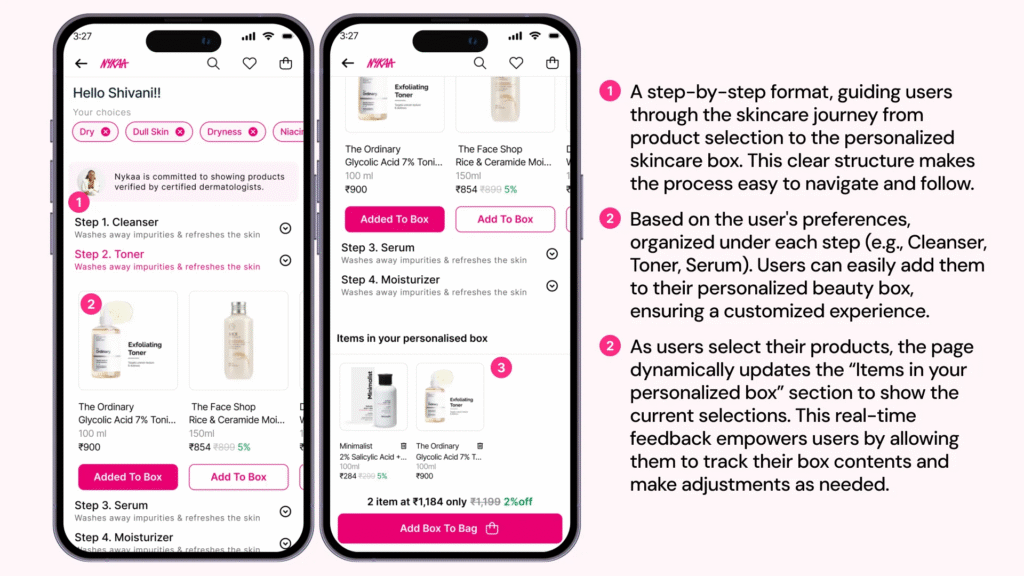 3:27
NYKAA
Hello Shivani!!
Your choices
Dry
Dull Skin
Dryness
Niacin
Nykaa is committed to showing products
verified by certified dermatologists.
1
Step 1. Cleanser
Washes away impurities & refreshes the skin
Step 2. Toner
Washes away impurities & refreshes the skin
2
Ordinary
Exfoliating
Toner
The Ordinary
Glycolic Acid 7% Toni...
100 ml
₹900
The Face Shop
Rice & Ceramide Moi...
150ml
₹854 ₹899 5%
Added To Box
Add To Box
Step 3. Serum
Washes away impurities & refreshes the skin
Step 4. Moisturizer
Washes away impurities & refreshes the skin
3:27
NYKAA
Ordinary
Exfoliating
Toner
The Ordinary
Glycolic Acid 7% Toni...
100 ml
₹900
The Face Shop
Rice & Ceramide Moi...
150ml
₹854 ₹899 5%
Added To Box
Add To Box
Step 3. Serum
Washes away impurities & refreshes the skin
Step 4. Moisturizer
Washes away impurities & refreshes the skin
Items in your personalised box
3
Minimalist
Exfoliating
Toner
Minimalist
2% Salicylic Acid +...
100ml
₹284 ₹299 5%
The Ordinary
Glycolic Acid 7% T...
100ml
₹900
2 item at ₹1,184 only ₹1,199 2%off
Add Box To Bag
1 A step-by-step format, guiding users
through the skincare journey from
product selection to the personalized
skincare box. This clear structure makes
the process easy to navigate and follow.
2 Based on the user's preferences,
organized under each step (e.g., Cleanser,
Toner, Serum). Users can easily add them
to their personalized beauty box,
ensuring a customized experience.
2 As users select their products, the page
dynamically updates the “Items in your
personalized box” section to show the
current selections. This real-time
feedback empowers users by allowing
them to track their box contents and
make adjustments as needed.